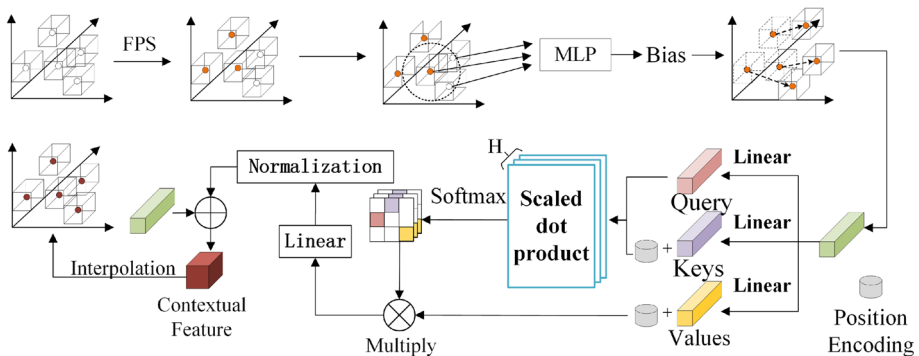 FPS
MLP
Bias
H
Normalization
Softmax
Scaled
dot
product
Linear
Query
Linear
Keys
Linear
Values
Linear
Interpolation
Contextual
Feature
Multiply
Position
Encoding